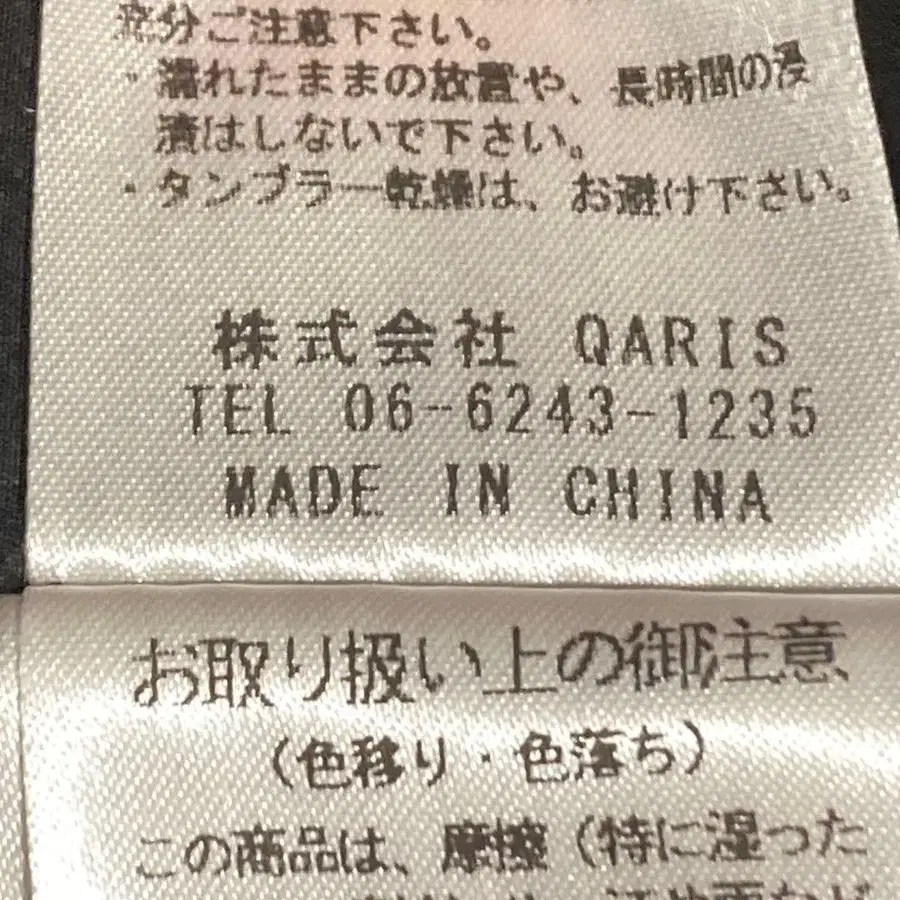 充分ご注意下さい。
・濡れたままの放置や、長時間の浸
漬はしないで下さい。
・タンブラー乾燥は、お避け下さい。
株式会社 QARIS
TEL 06-6243-1235
MADE IN CHINA
お取り扱い上の御注意
(色移り・色落ち)
この商品は、摩擦(特に湿った